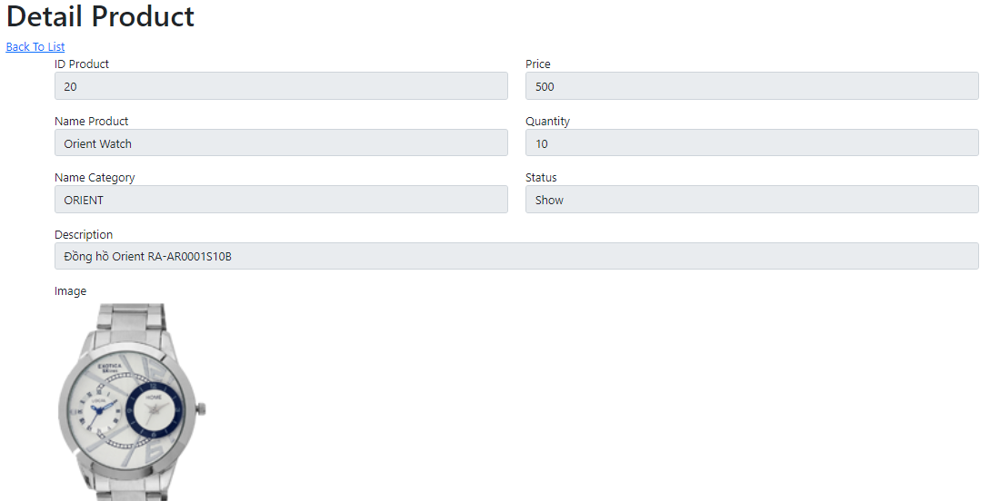 Detail Product
Back To List
ID Product
20
Price
500
Name Product
Orient Watch
Quantity
10
Name Category
ORIENT
Status
Show
Description
Đồng hồ Orient RA-AR0001S10B
Image
EXOTICA
LOCAL
HOME